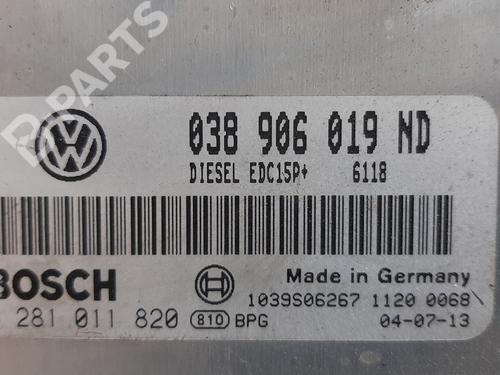 B-PARTS
038 906 019 ND
DIESEL EDC15P+ 6118
BOSCH
Made in Germany
1039S06267 1120 0068
281 011 820 810 BPG 04-07-13